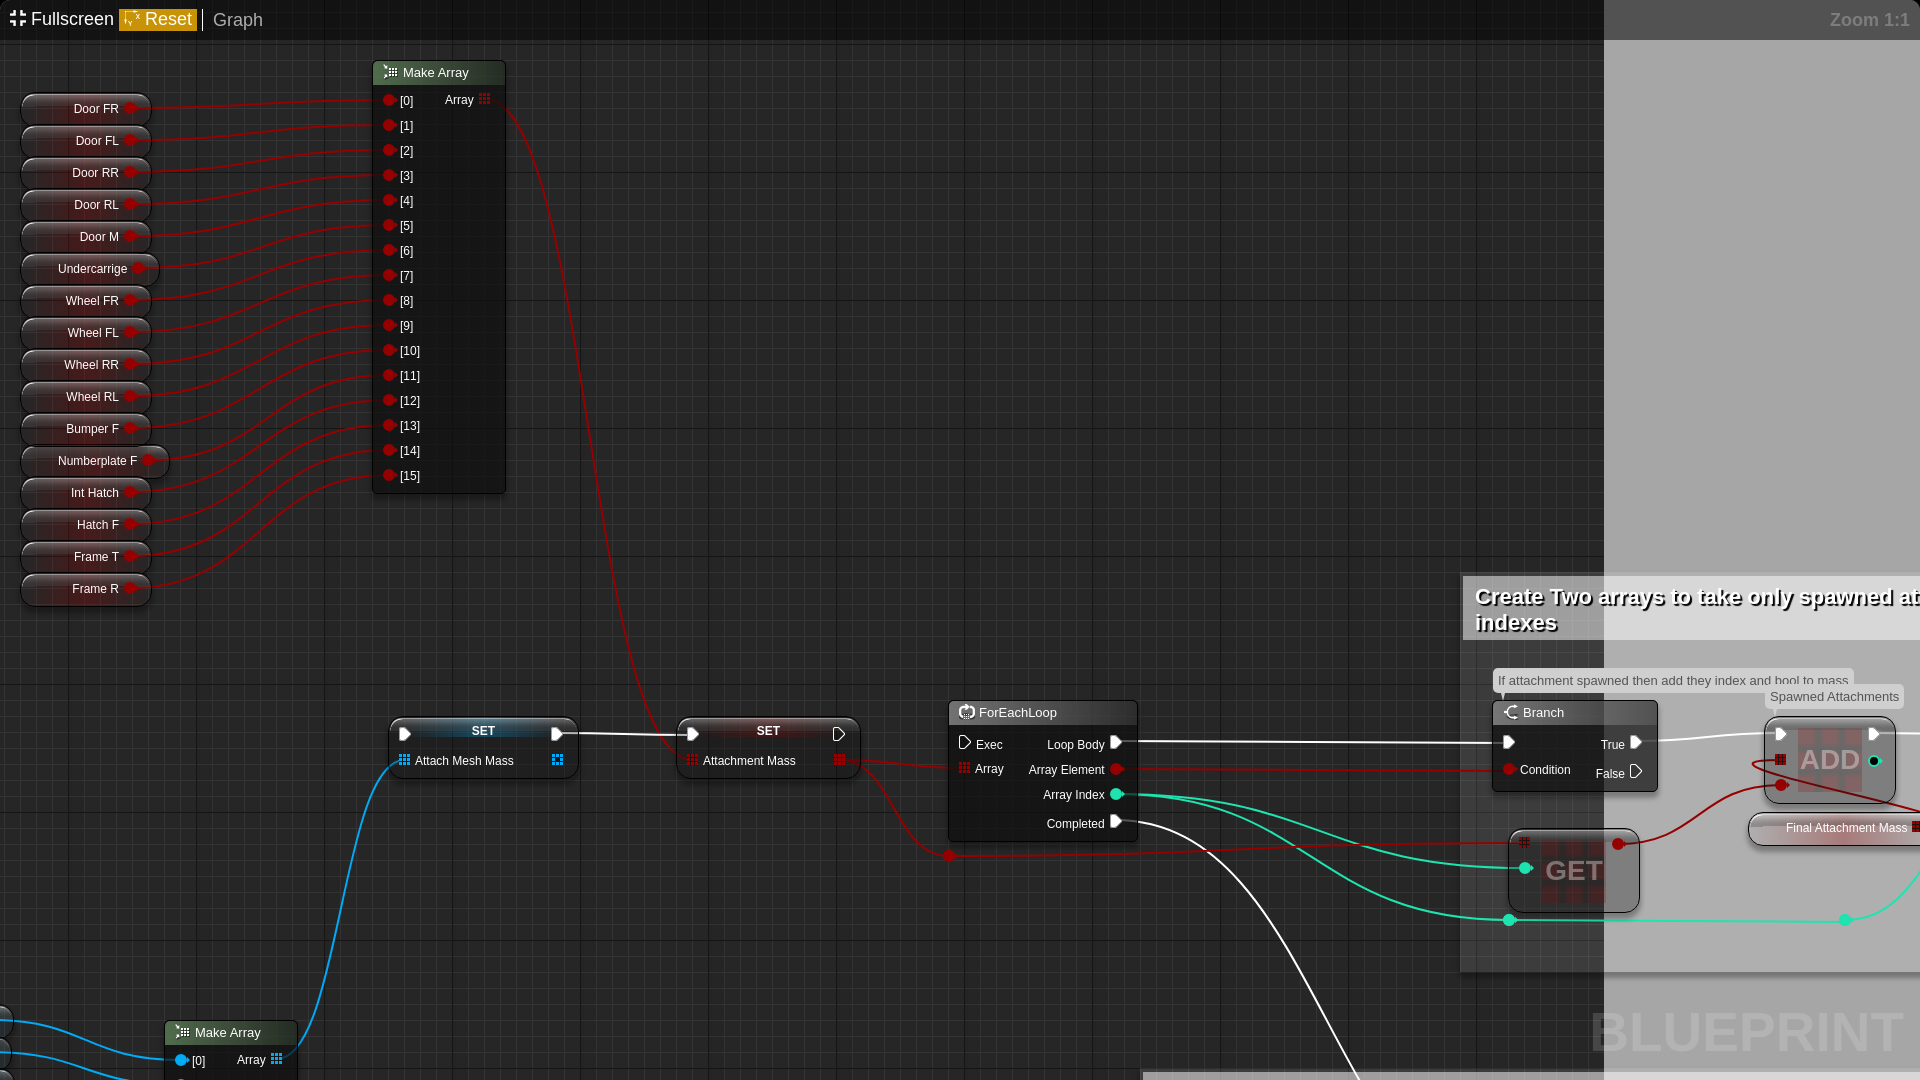 Fullscreen Reset Graph Zoom 1:1
Make Array
[0] Array
[1]
[2]
[3]
[4]
[5]
[6]
[7]
[8]
[9]
[10]
[11]
[12]
[13]
[14]
[15]
Door FR
Door FL
Door RR
Door RL
Door M
Undercarrige
Wheel FR
Wheel FL
Wheel RR
Wheel RL
Bumper F
Numberplate F
Int Hatch
Hatch F
Frame T
Frame R
Create Two arrays to take only spawned at
indexes
If attachment spawned then add they index and bool to mass
Spawned Attachments
SET
Attach Mesh Mass
SET
Attachment Mass
ForEachLoop
Exec Loop Body
Array Array Element
Array Index
Completed
Branch
True
Condition False
ADD
Final Attachment Mass
GET
Make Array
[0] Array
BLUEPRINT